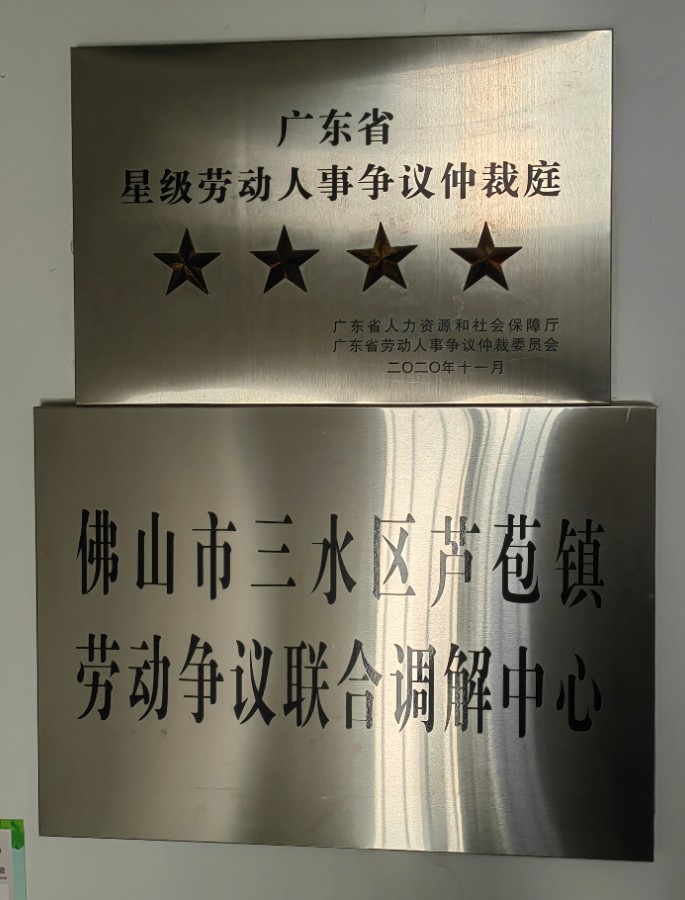 广东省
星级劳动人事争议仲裁庭
广东省人力资源和社会保障厅
广东省劳动人事争议仲裁委员会
二〇二〇年十一月
佛山市三水区芦苞镇
劳动争议联合调解中心